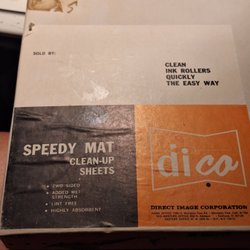 SOLD BY:
CLEAN
INK ROLLERS
QUICKLY
THE EASY WAY
SPEEDY MAT
CLEAN-UP
SHEETS
• TWO-SIDED
• ADDED WET
STRENGTH
• LINT FREE
• HIGHLY ABSORBENT
dico
DIRECT IMAGE CORPORATION